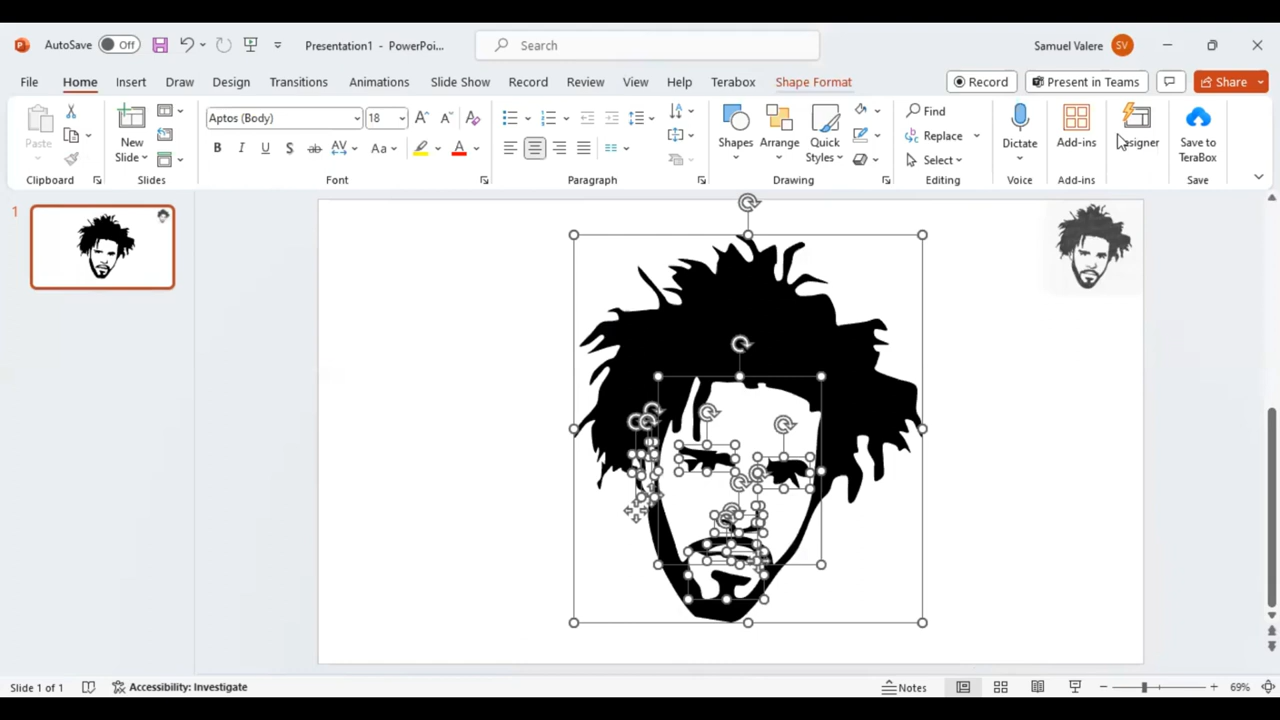 AutoSave Off Presentation1 - PowerPoi... Search Samuel Valere SV
File Home Insert Draw Design Transitions Animations Slide Show Record Review View Help Terabox Shape Format Record Present in Teams Share
Paste New Slide Aptos (Body) 18 Aa Shapes Arrange Quick Styles Find Replace Select Dictate Add-ins Designer Save to TeraBox
Clipboard Slides Font Paragraph Drawing Editing Voice Add-ins Save
1
Slide 1 of 1 Accessibility: Investigate Notes 69%